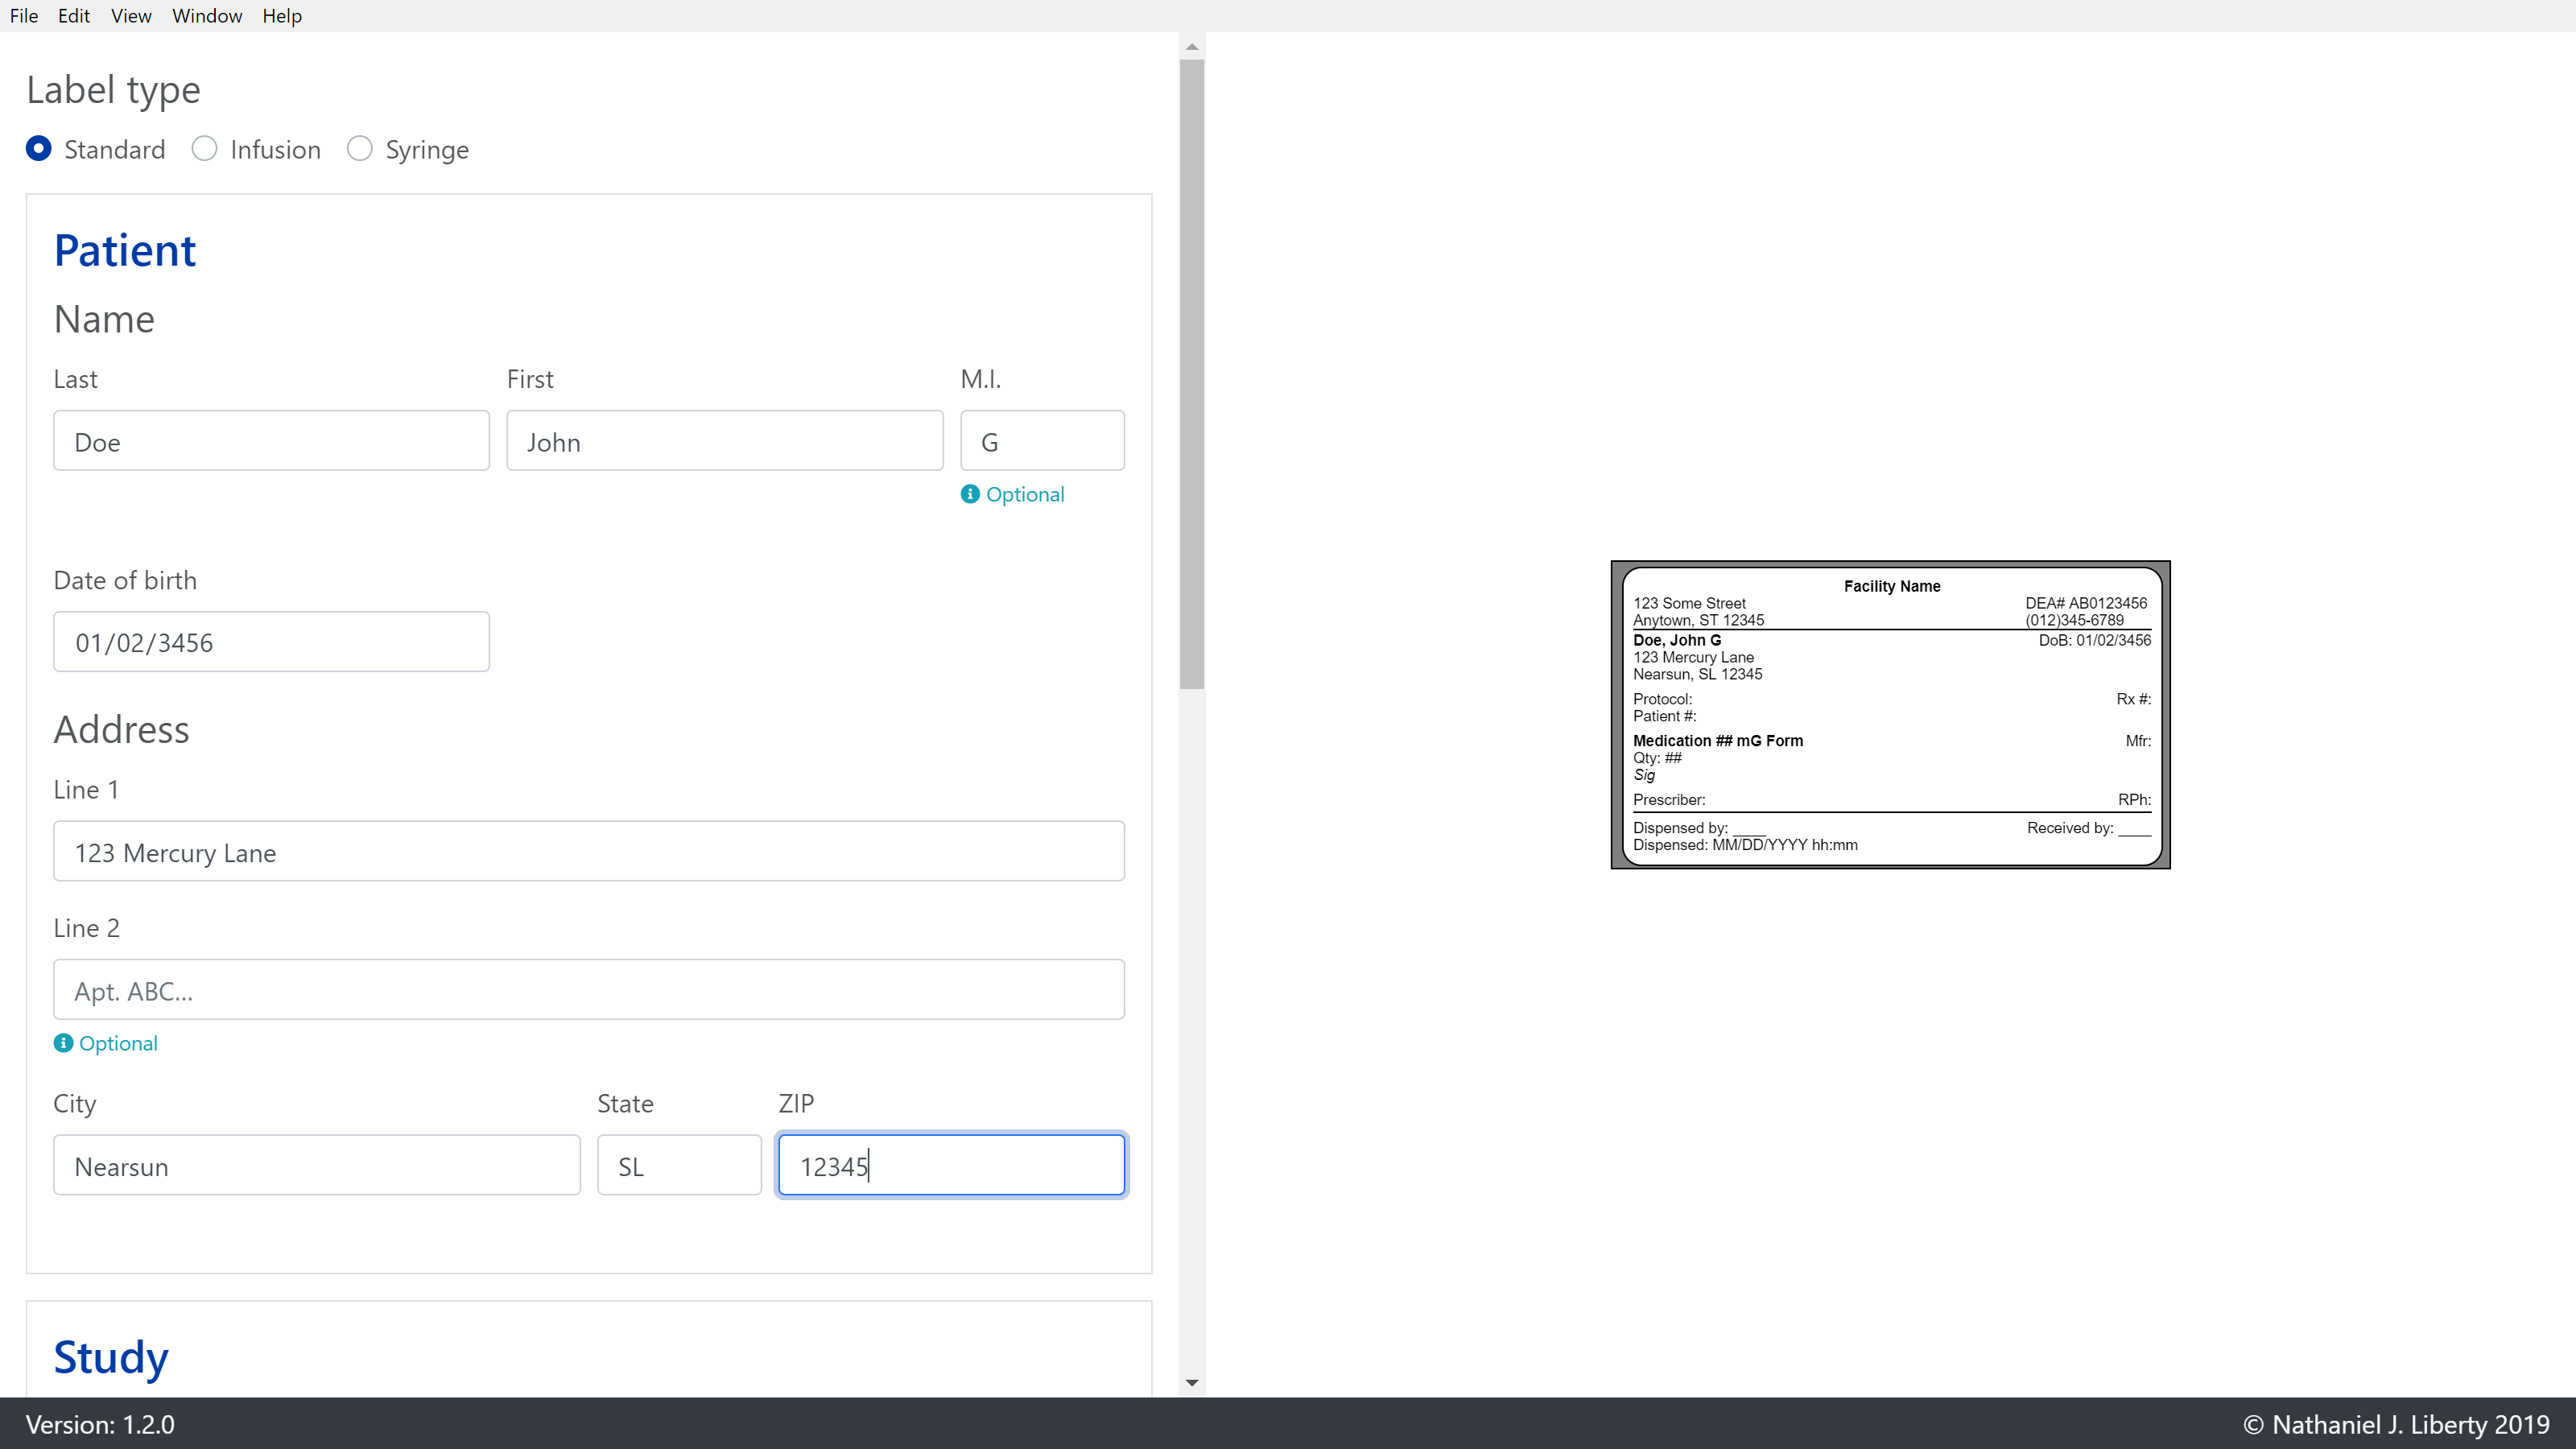 File Edit View Window Help
Label type
Standard Infusion Syringe
Patient
Name
Last First M.I.
Doe John G
Optional
Date of birth
01/02/3456
Address
Line 1
123 Mercury Lane
Line 2
Apt. ABC...
Optional
City State ZIP
Nearsun SL 12345
Study
Facility Name
123 Some Street DEA# AB0123456
Anytown, ST 12345 (012)345-6789
Doe, John G DoB: 01/02/3456
123 Mercury Lane
Nearsun, SL 12345
Protocol: Rx #:
Patient #:
Medication ## mG Form Mfr:
Qty: ##
Sig
Prescriber: RPh:
Dispensed by: ____ Received by: ____
Dispensed: MM/DD/YYYY hh:mm
Version: 1.2.0 © Nathaniel J. Liberty 2019